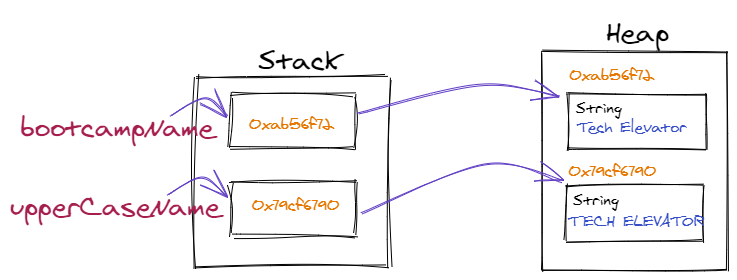 Heap
Stack
0xab56f72
bootcampName
0xab56f72
String
Tech Elevator
0x79cf6790
upperCaseName
0x79cf6790
String
TECH ELEVATOR